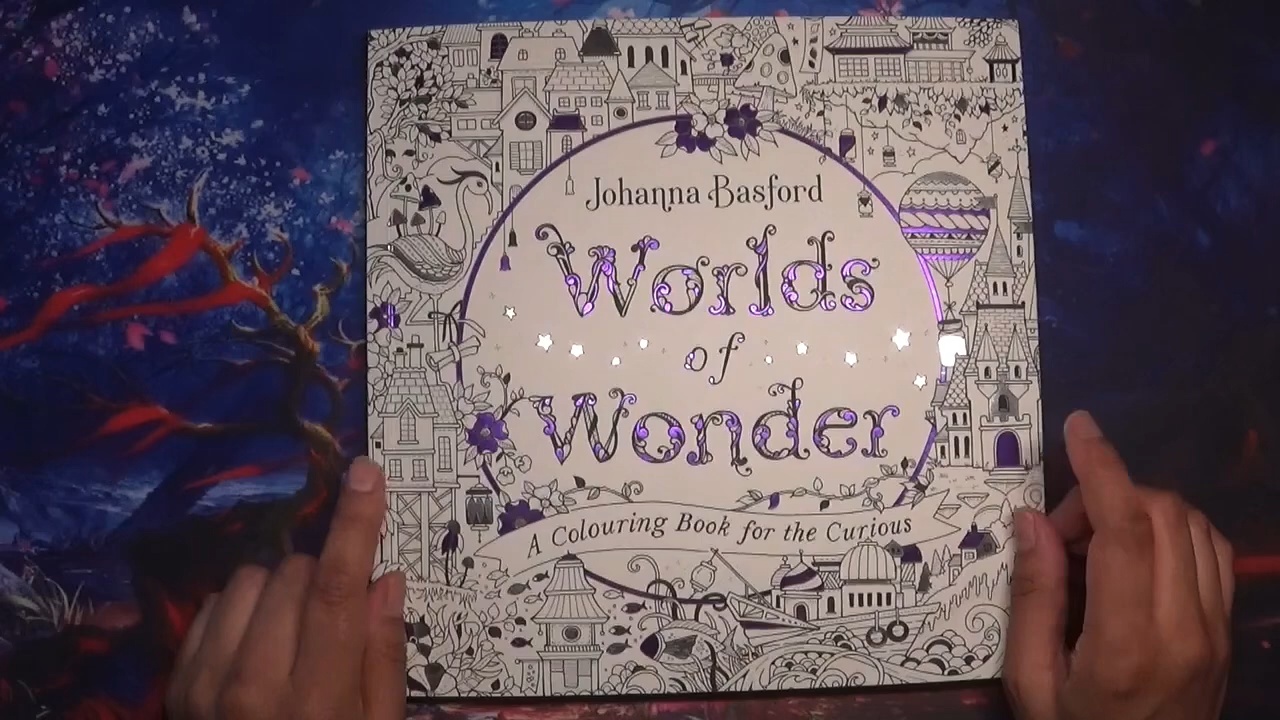 Johanna Basford
Worlds
of
Wonder
A Colouring Book for the Curious